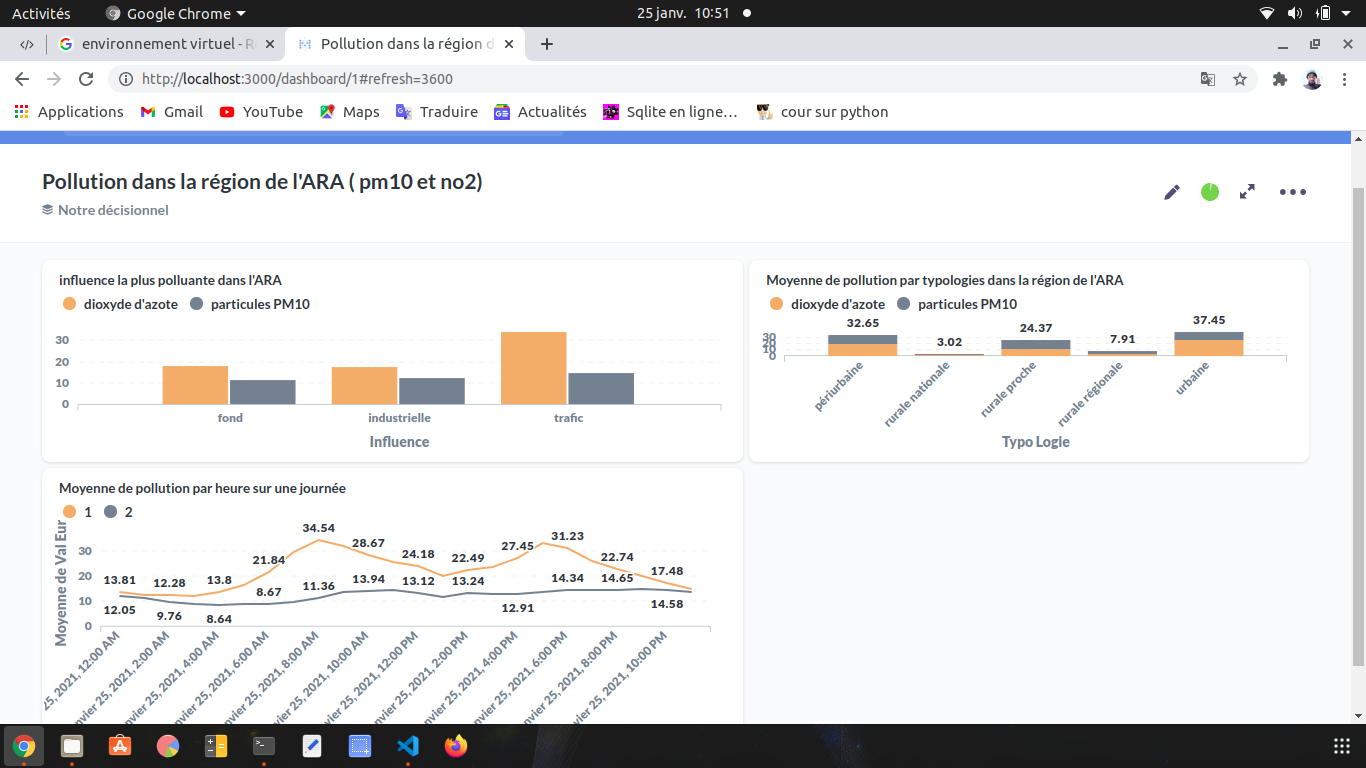 Activités
Google Chrome
25 janv. 10:51
environnement virtuel - R
Pollution dans la région d
http://localhost:3000/dashboard/1#refresh=3600
Applications
Gmail
YouTube
Maps
Traduire
Actualités
Sqlite en ligne…
cour sur python
Pollution dans la région de l'ARA ( pm10 et no2)
Notre décisionnel
influence la plus polluante dans l'ARA
dioxyde d'azote particules PM10
30
20
10
0
fond industrielle trafic
Influence
Moyenne de pollution par typologies dans la région de l'ARA
dioxyde d'azote particules PM10
32.65 3.02 24.37 7.91 37.45
30
20
10
0
périurbaine rurale nationale rurale proche rurale régionale urbaine
Typo Logie
Moyenne de pollution par heure sur une journée
1 2
Moyenne de Val Eur
30
20
10
0
13.81 12.28 13.8 21.84 34.54 28.67 24.18 22.49 27.45 31.23 22.74 17.48
12.05 9.76 8.64 8.67 11.36 13.94 13.12 13.24 12.91 14.34 14.65 14.58
25, 2021, 12:00 AM
nvier 25, 2021, 2:00 AM
nvier 25, 2021, 4:00 AM
nvier 25, 2021, 6:00 AM
nvier 25, 2021, 8:00 AM
vier 25, 2021, 10:00 AM
vier 25, 2021, 12:00 PM
nvier 25, 2021, 2:00 PM
nvier 25, 2021, 4:00 PM
nvier 25, 2021, 6:00 PM
nvier 25, 2021, 8:00 PM
vier 25, 2021, 10:00 PM